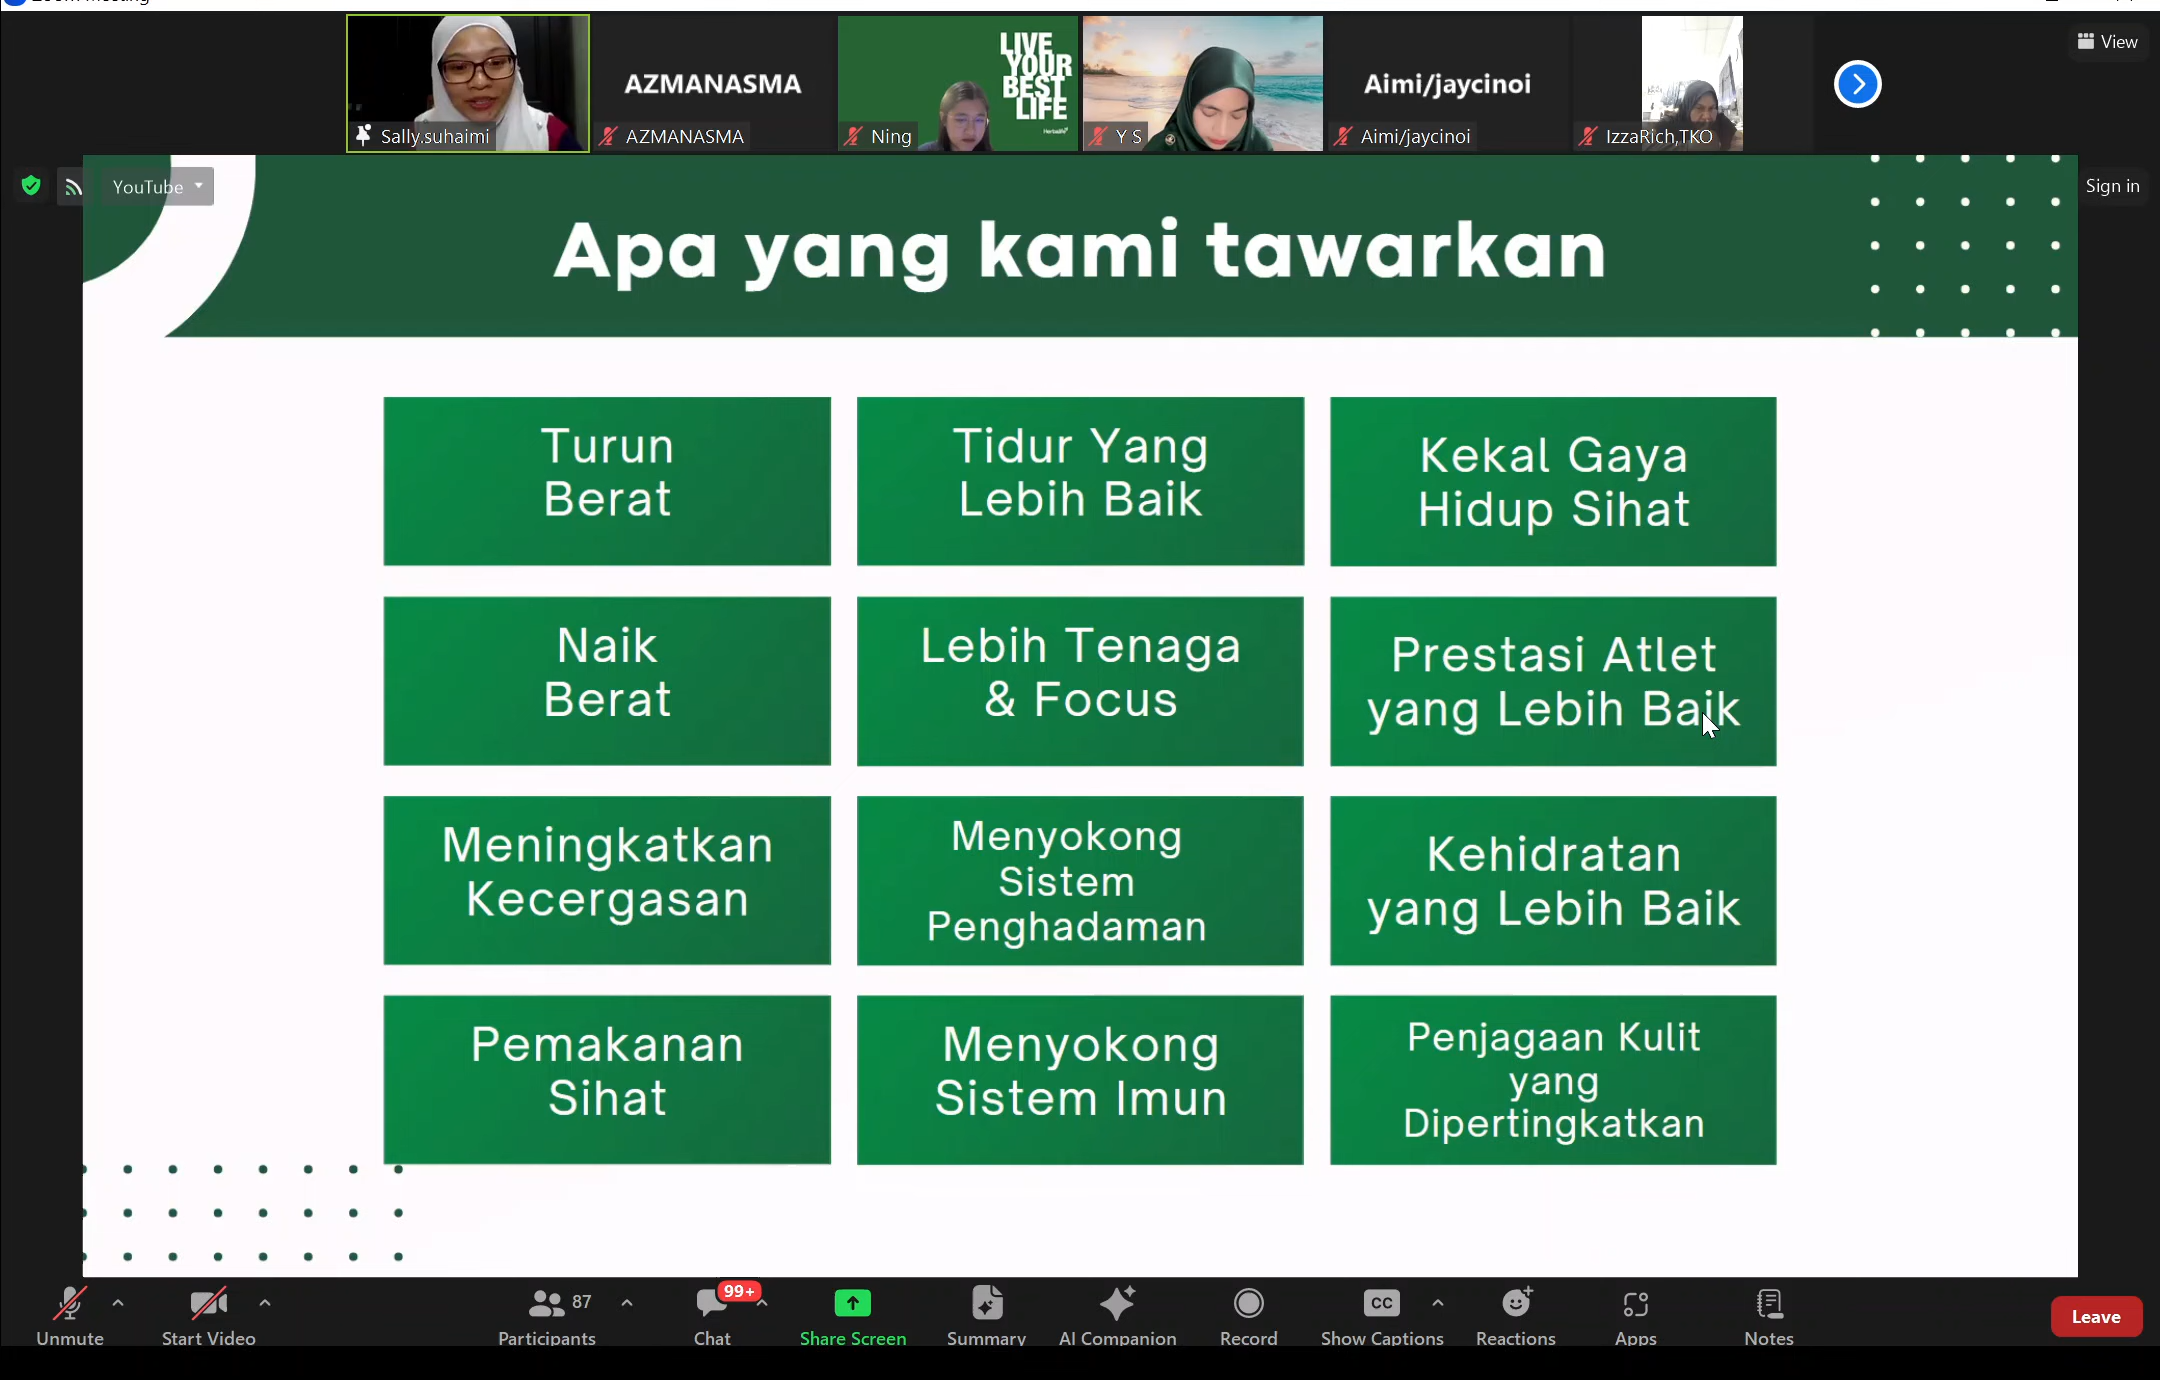 View
AZMANASMA
LIVE
YOUR
BEST
LIFE
Aimi/jaycinoi
Sally.suhaimi
AZMANASMA
Ning
Y S
Aimi/jaycinoi
IzzaRich,TKO
YouTube
Sign in
Apa yang kami tawarkan
Turun
Berat
Tidur Yang
Lebih Baik
Kekal Gaya
Hidup Sihat
Naik
Berat
Lebih Tenaga
& Focus
Prestasi Atlet
yang Lebih Baik
Meningkatkan
Kecergasan
Menyokong
Sistem
Penghadaman
Kehidratan
yang Lebih Baik
Pemakanan
Sihat
Menyokong
Sistem Imun
Penjagaan Kulit
yang
Dipertingkatkan
Unmute
Start Video
87
Participants
99+
Chat
Share Screen
Summary
AI Companion
Record
CC
Show Captions
Reactions
Apps
Notes
Leave